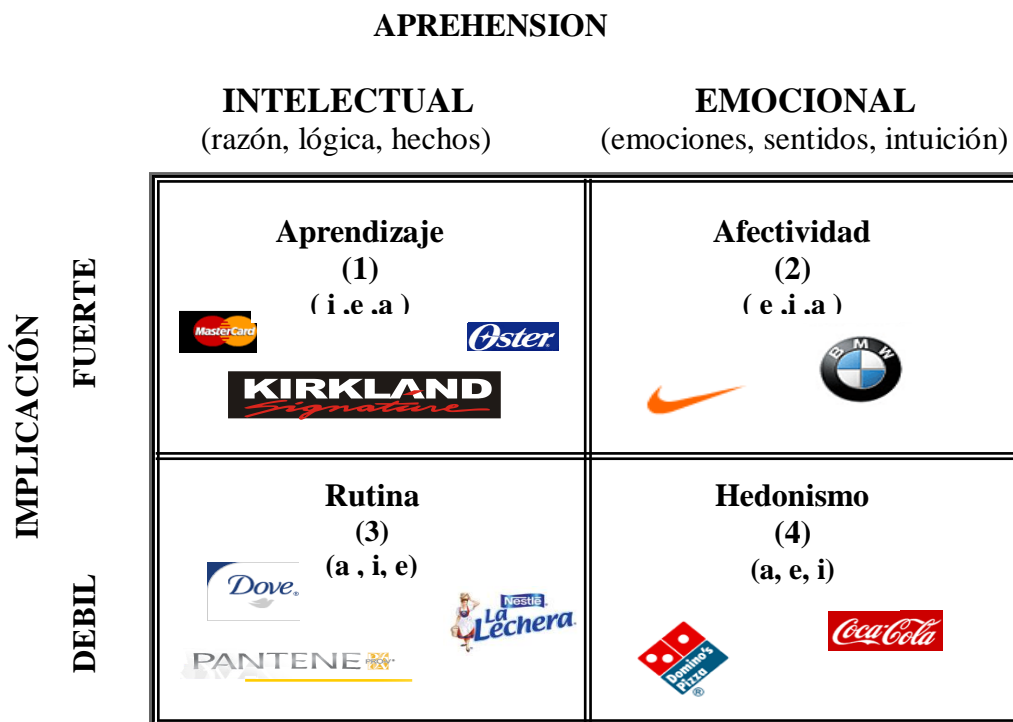 APREHENSION
INTELECTUAL
(razón, lógica, hechos)
EMOCIONAL
(emociones, sentidos, intuición)
IMPLICACIÓN
FUERTE
Aprendizaje
(1)
( i ,e ,a )
MasterCard
Oster
KIRKLAND
Signature
Afectividad
(2)
( e ,i ,a )
BMW
DEBIL
Rutina
(3)
(a , i, e)
Dove
Nestlé
La
Lechera
PANTENE PRO-V
Hedonismo
(4)
(a, e, i)
Domino's
Pizza
®
Coca-Cola